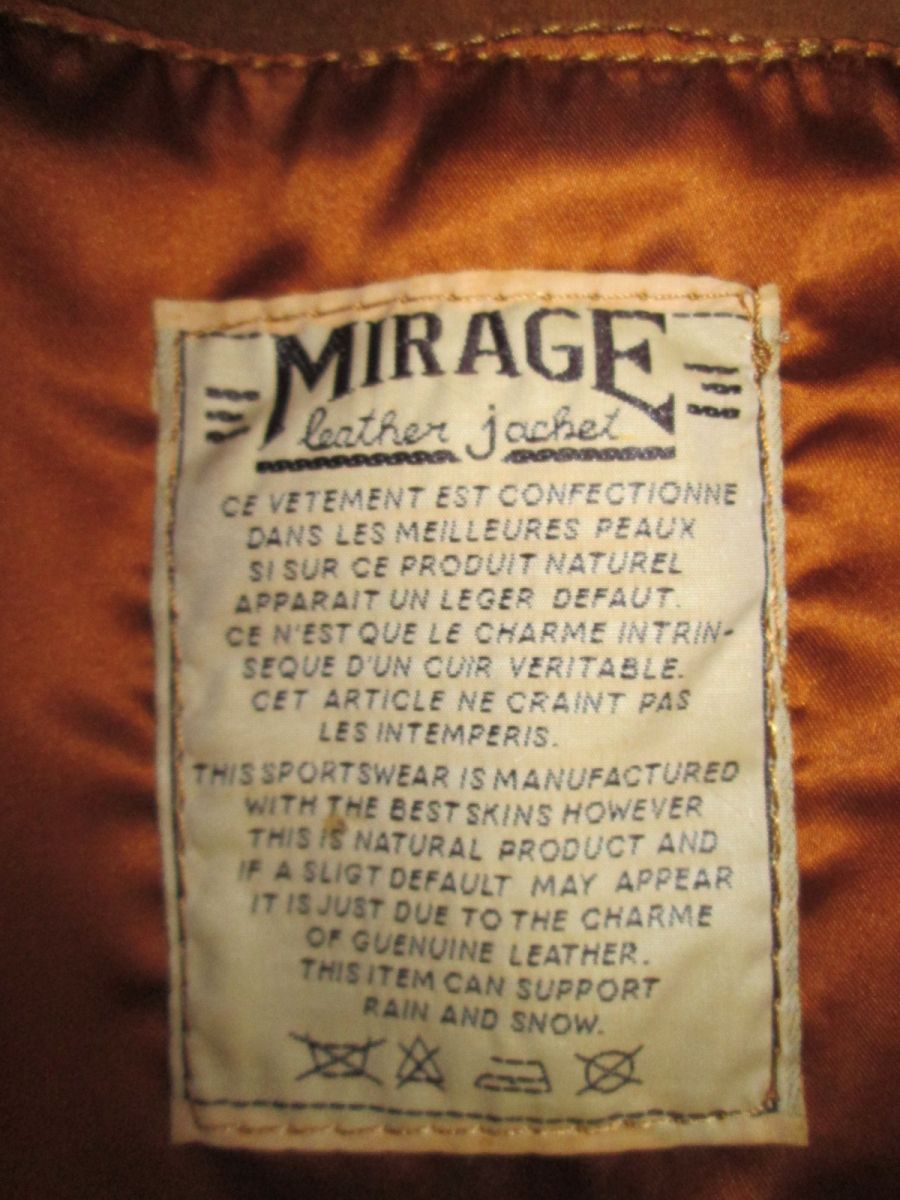 MIRAGE
leather jacket
CE VETEMENT EST CONFECTIONNE
DANS LES MEILLEURES PEAUX
SI SUR CE PRODUIT NATUREL
APPARAIT UN LEGER DEFAUT.
CE N'EST QUE LE CHARME INTRIN-
SEQUE D'UN CUIR VERITABLE.
CET ARTICLE NE CRAINT PAS
LES INTEMPERIS.
THIS SPORTSWEAR IS MANUFACTURED
WITH THE BEST SKINS HOWEVER
THIS IS NATURAL PRODUCT AND
IF A SLIGT DEFAULT MAY APPEAR
IT IS JUST DUE TO THE CHARME
OF GUENUINE LEATHER.
THIS ITEM CAN SUPPORT
RAIN AND SNOW.